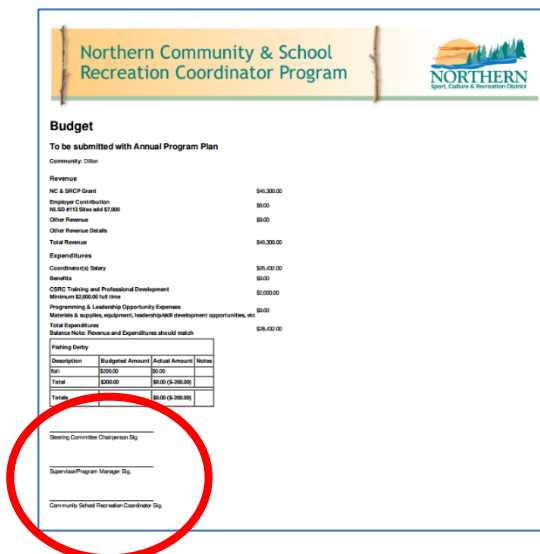 Northern Community & School
Recreation Coordinator Program
NORTHERN
Sport, Culture & Recreation District
Budget
To be submitted with Annual Program Plan
Community: Dillon
Revenue
NC & SRCP Grant $46,300.00
Employer Contribution
NLSD #113 Sites add $7,000 $0.00
Other Revenue $0.00
Other Revenue Details
Total Revenue $46,300.00
Expenditures
Coordinator(s) Salary $26,432.00
Benefits $0.00
CSRC Training and Professional Development
Minimum $2,000.00 full time $2,000.00
Programming & Leadership Opportunity Expenses
Materials & supplies, equipment, leadership/skill development opportunities, etc $0.00
Total Expenditures
Balance Note: Revenue and Expenditures should match $28,432.00
Fishing Derby
Description Budgeted Amount Actual Amount Notes
fish $200.00 $0.00
Total $200.00 $0.00 ($-200.00)
Totals $0.00 ($-200.00)
Steering Committee Chairperson Sig.
Supervisor/Program Manager Sig.
Community School Recreation Coordinator Sig.